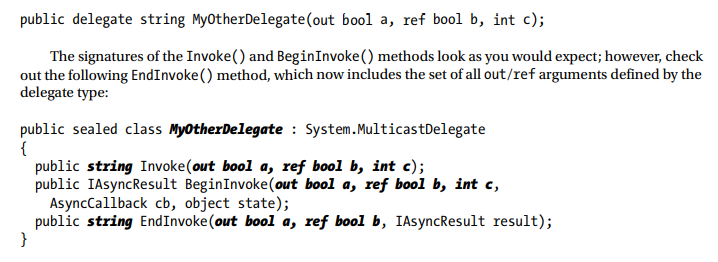 public delegate string MyOtherDelegate(out bool a, ref bool b, int c);
The signatures of the Invoke() and BeginInvoke() methods look as you would expect; however, check
out the following EndInvoke() method, which now includes the set of all out/ref arguments defined by the
delegate type:
public sealed class MyOtherDelegate : System.MulticastDelegate
{
public string Invoke(out bool a, ref bool b, int c);
public IAsyncResult BeginInvoke(out bool a, ref bool b, int c,
AsyncCallback cb, object state);
public string EndInvoke(out bool a, ref bool b, IAsyncResult result);
}